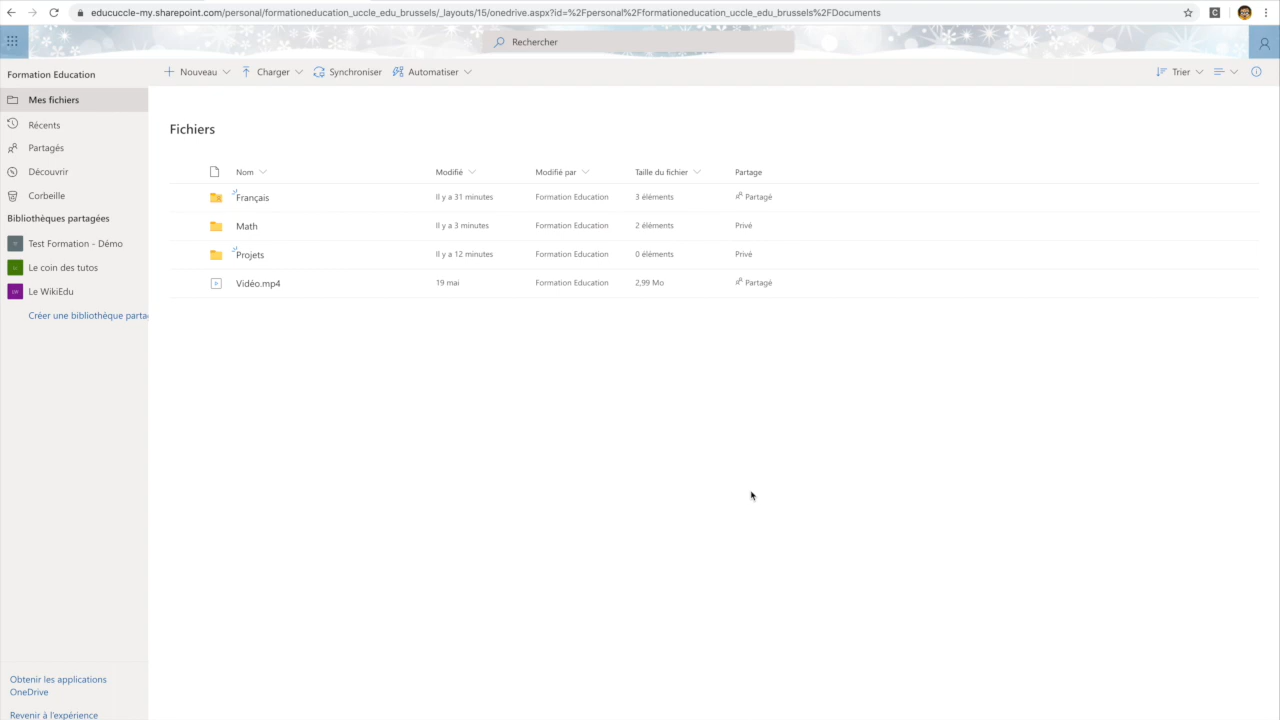 educuccle-my.sharepoint.com/personal/formationeducation_uccle_edu_brussels/_layouts/15/onedrive.aspx?id=%2Fpersonal%2Fformationeducation_uccle_edu_brussels%2FDocuments
Rechercher
Formation Education
Nouveau Charger Synchroniser Automatiser Trier
Mes fichiers
Récents
Partagés
Découvrir
Corbeille
Bibliothèques partagées
Test Formation - Démo
Le coin des tutos
Le WikiEdu
Créer une bibliothèque parta
Obtenir les applications
OneDrive
Revenir à l'expérience
Fichiers
Nom Modifié Modifié par Taille du fichier Partage
Français Il y a 31 minutes Formation Education 3 éléments Partagé
Math Il y a 3 minutes Formation Education 2 éléments Privé
Projets Il y a 12 minutes Formation Education 0 éléments Privé
Vidéo.mp4 19 mai Formation Education 2,99 Mo Partagé